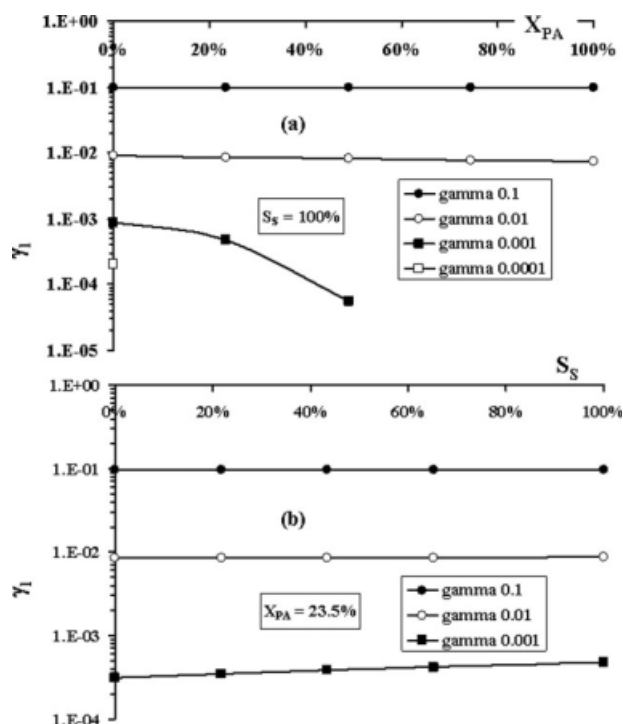 1.E+00
X_PA
0% 20% 40% 60% 80% 100%
1.E-01
(a)
1.E-02
gamma 0.1
gamma 0.01
gamma 0.001
gamma 0.0001
S_S = 100%
1.E-03
γ_1
1.E-04
1.E-05
S_S
1.E+00
0% 20% 40% 60% 80% 100%
1.E-01
(b)
1.E-02
gamma 0.1
gamma 0.01
gamma 0.001
X_PA = 23.5%
γ_1
1.E-03
1.E-04